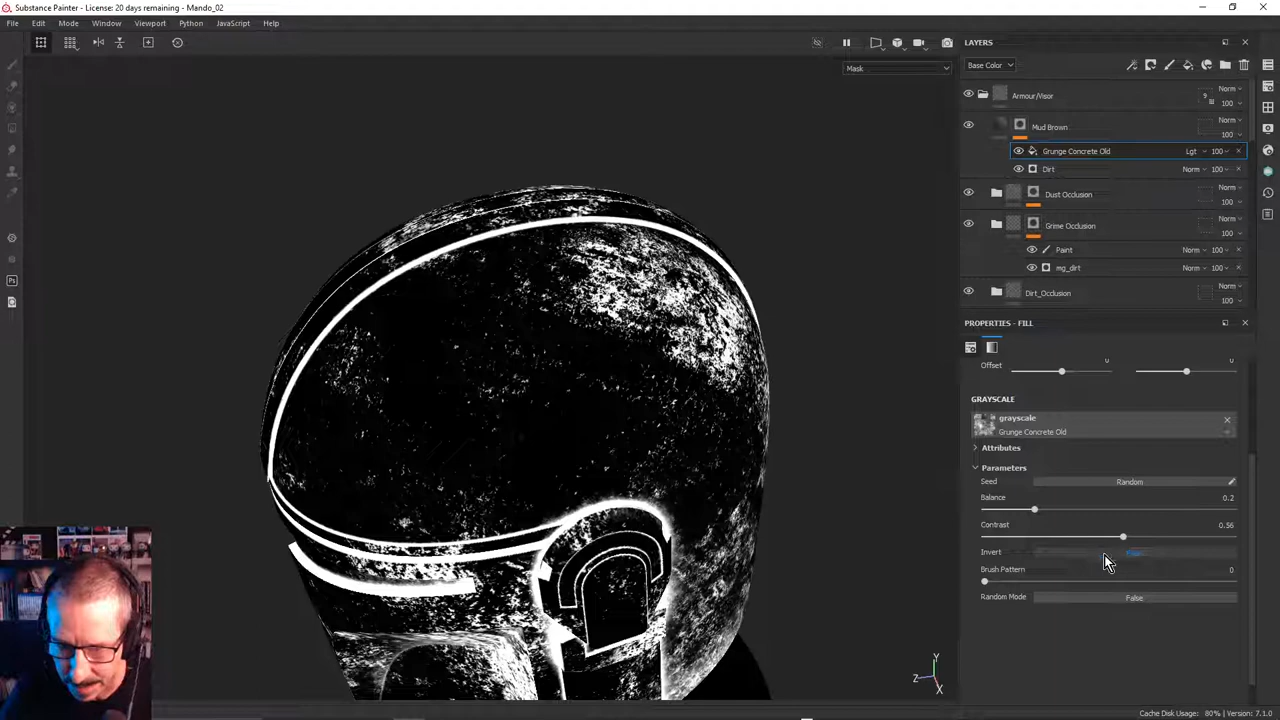 Substance Painter - License: 20 days remaining - Mando_02
File Edit Mode Window Viewport Python JavaScript Help
Mask
LAYERS
Base Color
Armour/Visor
Norm
100
Mud Brown
Norm
100
Grunge Concrete Old Lgt 100
Dirt Norm 100
Dust Occlusion
Norm
100
Grime Occlusion
Norm
100
Paint Norm 100
mg_dirt Norm 100
Dirt_Occlusion
Norm
100
PROPERTIES - FILL
Offset
GRAYSCALE
grayscale
Grunge Concrete Old
Attributes
Parameters
Seed Random
Balance 0.2
Contrast 0.56
Invert
Brush Pattern 0
Random Mode False
Ps
Y
Z
X
Cache Disk Usage: 80% | Version: 7.1.0